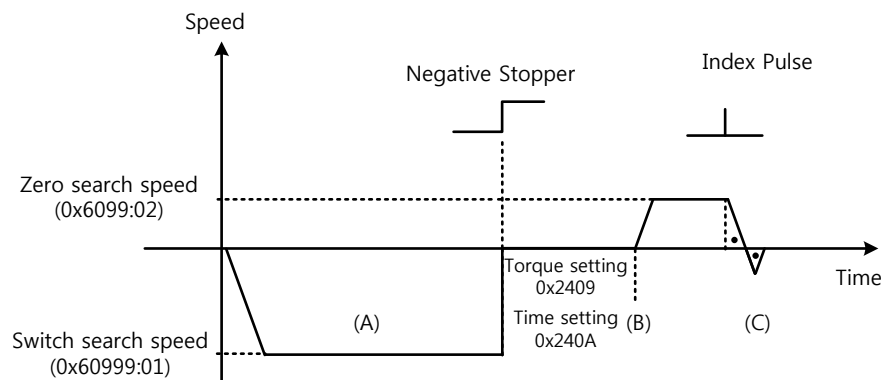 Speed
Negative Stopper
Index Pulse
Zero search speed
(0x6099:02)
Torque setting
0x2409
Time
(A)
Time setting
0x240A
(B)
(C)
Switch search speed
(0x60999:01)